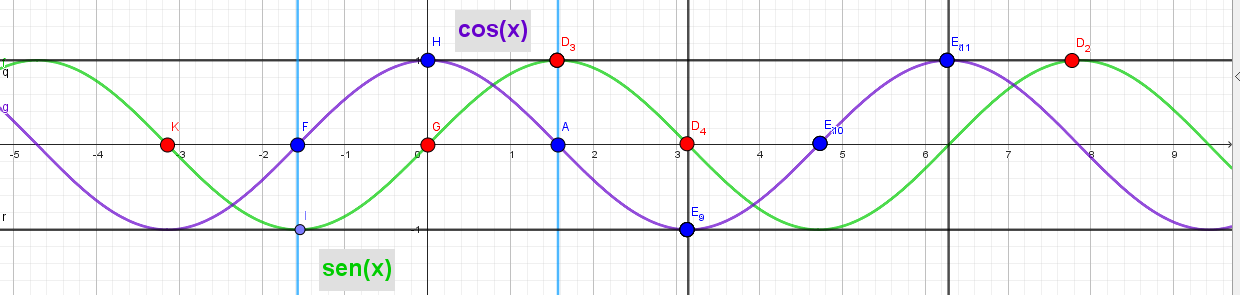 cos(x)
H
D₃
E₁₁
D₂
f
q
1
g
K
F
G
A
D₄
E₁₀
-5 -4 -3 -2 -1 0 1 2 3 4 5 6 7 8 9
r
I
-1
E₉
sen(x)